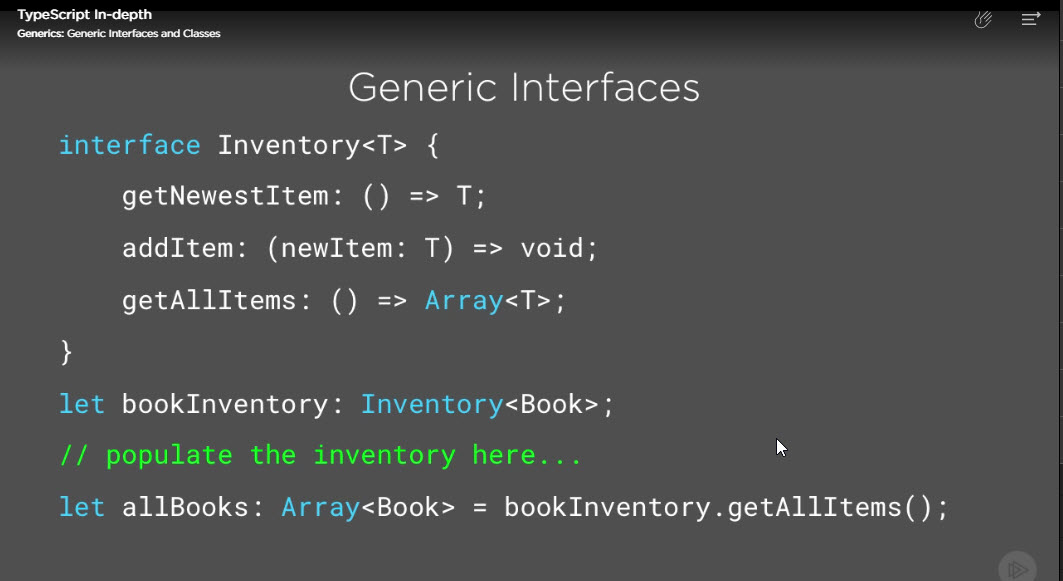 TypeScript In-depth
Generics: Generic Interfaces and Classes
Generic Interfaces
interface Inventory<T> {
getNewestItem: () => T;
addItem: (newItem: T) => void;
getAllItems: () => Array<T>;
}
let bookInventory: Inventory<Book>;
// populate the inventory here...
let allBooks: Array<Book> = bookInventory.getAllItems();